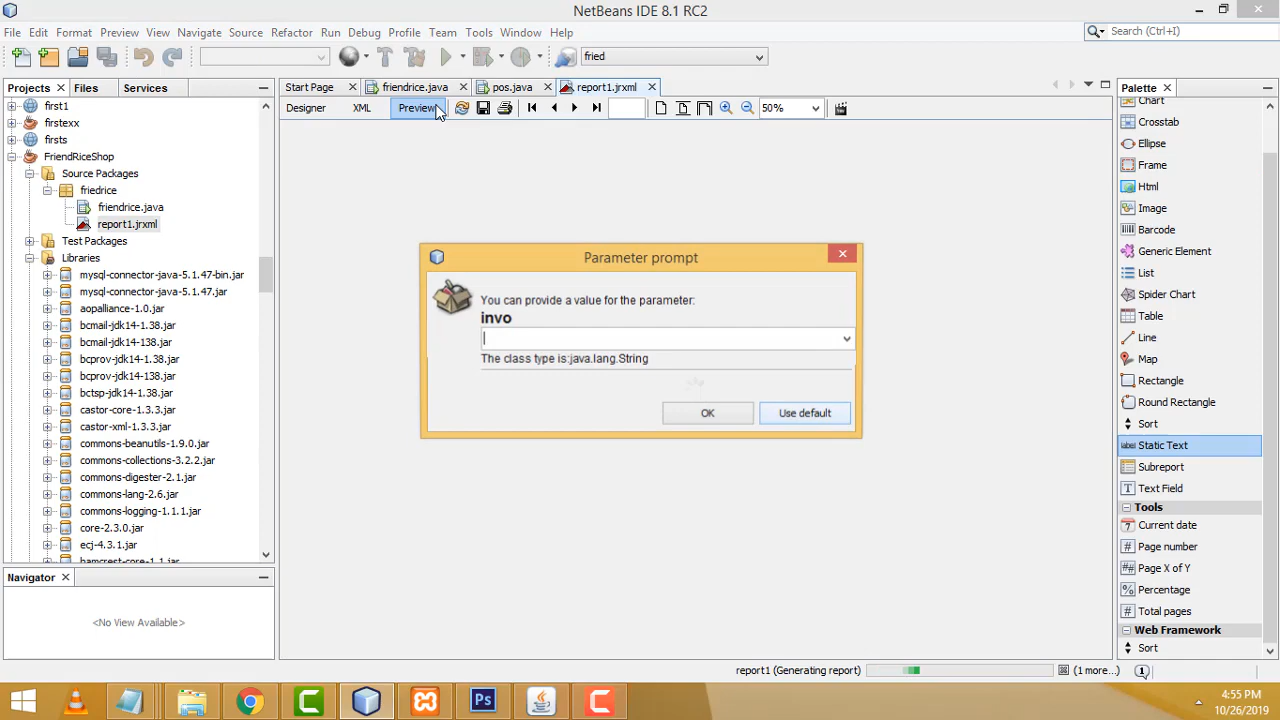 NetBeans IDE 8.1 RC2
File Edit Format Preview View Navigate Source Refactor Run Debug Profile Team Tools Window Help
Search (Ctrl+I)
fried
Projects Files Services
Start Page friendrice.java pos.java report1.jrxml
Palette
Designer XML Preview 50%
first1
firstexx
firsts
FriendRiceShop
Source Packages
friedrice
friendrice.java
report1.jrxml
Test Packages
Libraries
mysql-connector-java-5.1.47-bin.jar
mysql-connector-java-5.1.47.jar
aopalliance-1.0.jar
bcmail-jdk14-1.38.jar
bcmail-jdk14-138.jar
bcprov-jdk14-1.38.jar
bcprov-jdk14-138.jar
bctsp-jdk14-1.38.jar
castor-core-1.3.3.jar
castor-xml-1.3.3.jar
commons-beanutils-1.9.0.jar
commons-collections-3.2.2.jar
commons-digester-2.1.jar
commons-lang-2.6.jar
commons-logging-1.1.1.jar
core-2.3.0.jar
ecj-4.3.1.jar
hamcrest-core-1.1.jar
Parameter prompt
You can provide a value for the parameter:
invo
The class type is:java.lang.String
OK Use default
Chart
Crosstab
Ellipse
Frame
Html
Image
Barcode
Generic Element
List
Spider Chart
Table
Line
Map
Rectangle
Round Rectangle
Sort
Static Text
label
Subreport
Text Field
Tools
Current date
Page number
Page X of Y
Percentage
Total pages
Web Framework
Sort
Navigator
<No View Available>
report1 (Generating report) (1 more...) 1
Ps
4:55 PM
10/26/2019